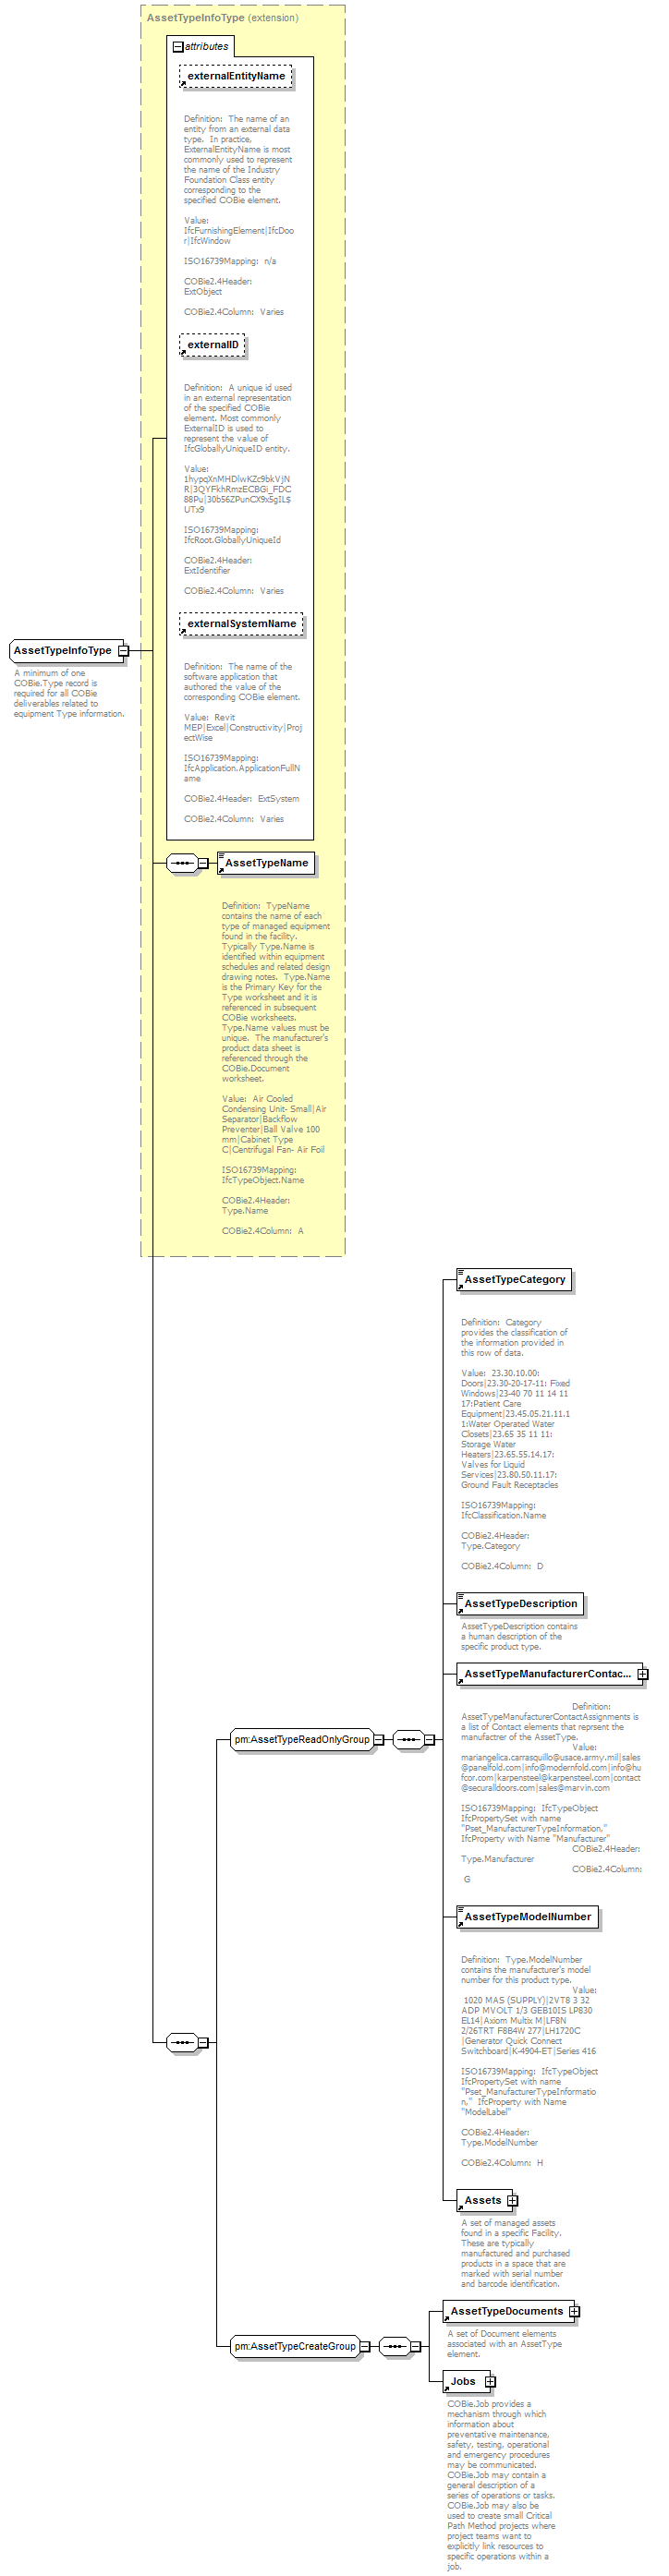 AssetTypeInfoType (extension)
attributes
externalEntityName
Definition:  The name of an
entity from an external data
type.  In practice,
ExternalEntityName is most
commonly used to represent
the name of the Industry
Foundation Class entity
corresponding to the
specified COBie element.
Value:
IfcFurnishingElement|IfcDoo
r|IfcWindow
ISO16739Mapping:  n/a
COBie2.4Header:
ExtObject
COBie2.4Column:  Varies
externalID
Definition:  A unique id used
in an external representation
of the specified COBie
element. Most commonly
ExternalID is used to
represent the value of
IfcGloballyUniqueID entity.
Value:
1hypqXnMHDlwKZc9bkVjN
R|3QYFkhRmzECBGi_FDC
88Pu|30b56ZPunCX9x5gIL$
UTx9
ISO16739Mapping:
IfcRoot.GloballyUniqueId
COBie2.4Header:
ExtIdentifier
COBie2.4Column:  Varies
externalSystemName
Definition:  The name of the
software application that
authored the value of the
corresponding COBie element.
Value:  Revit
MEP|Excel|Constructivity|Proj
ectWise
ISO16739Mapping:
IfcApplication.ApplicationFullN
ame
COBie2.4Header:  ExtSystem
COBie2.4Column:  Varies
AssetTypeInfoType
A minimum of one
COBie.Type record is
required for all COBie
deliverables related to
equipment Type information.
AssetTypeName
Definition:  TypeName
contains the name of each
type of managed equipment
found in the facility.
Typically Type.Name is
identified within equipment
schedules and related design
drawing notes.  Type.Name
is the Primary Key for the
Type worksheet and it is
referenced in subsequent
COBie worksheets.
Type.Name values must be
unique.  The manufacturer's
product data sheet is
referenced through the
COBie.Document
worksheet.
Value:  Air Cooled
Condensing Unit- Small|Air
Separator|Backflow
Preventer|Ball Valve 100
mm|Cabinet Type
C|Centrifugal Fan- Air Foil
ISO16739Mapping:
IfcTypeObject.Name
COBie2.4Header:
Type.Name
COBie2.4Column:  A
AssetTypeCategory
Definition:  Category
provides the classification of
the information provided in
this row of data.
Value:  23.30.10.00:
Doors|23.30-20-17-11: Fixed
Windows|23-40 70 11 14 11
17:Patient Care
Equipment|23.45.05.21.11.1
1:Water Operated Water
Closets|23.65 35 11 11:
Storage Water
Heaters|23.65.55.14.17:
Valves for Liquid
Services|23.80.50.11.17:
Ground Fault Receptacles
ISO16739Mapping:
IfcClassification.Name
COBie2.4Header:
Type.Category
COBie2.4Column:  D
AssetTypeDescription
AssetTypeDescription contains
a human description of the
specific product type.
AssetTypeManufacturerContac...
Definition:
AssetTypeManufacturerContactAssignments is
a list of Contact elements that reprsent the
manufactrer of the AssetType.
Value:
mariangelica.carrasquillo@usace.army.mil|sales
@panelfold.com|info@modernfold.com|info@hu
fcor.com|karpensteel@karpensteel.com|contact
@securalldoors.com|sales@marvin.com
ISO16739Mapping:  IfcTypeObject
IfcPropertySet with name
"Pset_ManufacturerTypeInformation,"
IfcProperty with Name "Manufacturer"
COBie2.4Header:
Type.Manufacturer
COBie2.4Column:
G
pm:AssetTypeReadOnlyGroup
AssetTypeModelNumber
Definition:  Type.ModelNumber
contains the manufacturer's model
number for this product type.
Value:
1020 MAS (SUPPLY)|2VT8 3 32
ADP MVOLT 1/3 GEB10IS LP830
EL14|Axiom Multix M|LF8N
2/26TRT F8B4W 277|LH1720C
|Generator Quick Connect
Switchboard|K-4904-ET|Series 416
ISO16739Mapping:  IfcTypeObject
IfcPropertySet with name
"Pset_ManufacturerTypeInformatio
n,"  IfcProperty with Name
"ModelLabel"
COBie2.4Header:
Type.ModelNumber
COBie2.4Column:  H
Assets
A set of managed assets
found in a specific Facility.
These are typically
manufactured and purchased
products in a space that are
marked with serial number
and barcode identification.
pm:AssetTypeCreateGroup
AssetTypeDocuments
A set of Document elements
associated with an AssetType
element.
Jobs
COBie.Job provides a
mechanism through which
information about
preventative maintenance,
safety, testing, operational
and emergency procedures
may be communicated.
COBie.Job may contain a
general description of a
series of operations or tasks.
COBie.Job may also be
used to create small Critical
Path Method projects where
project teams want to
explicitly link resources to
specific operations within a
job.